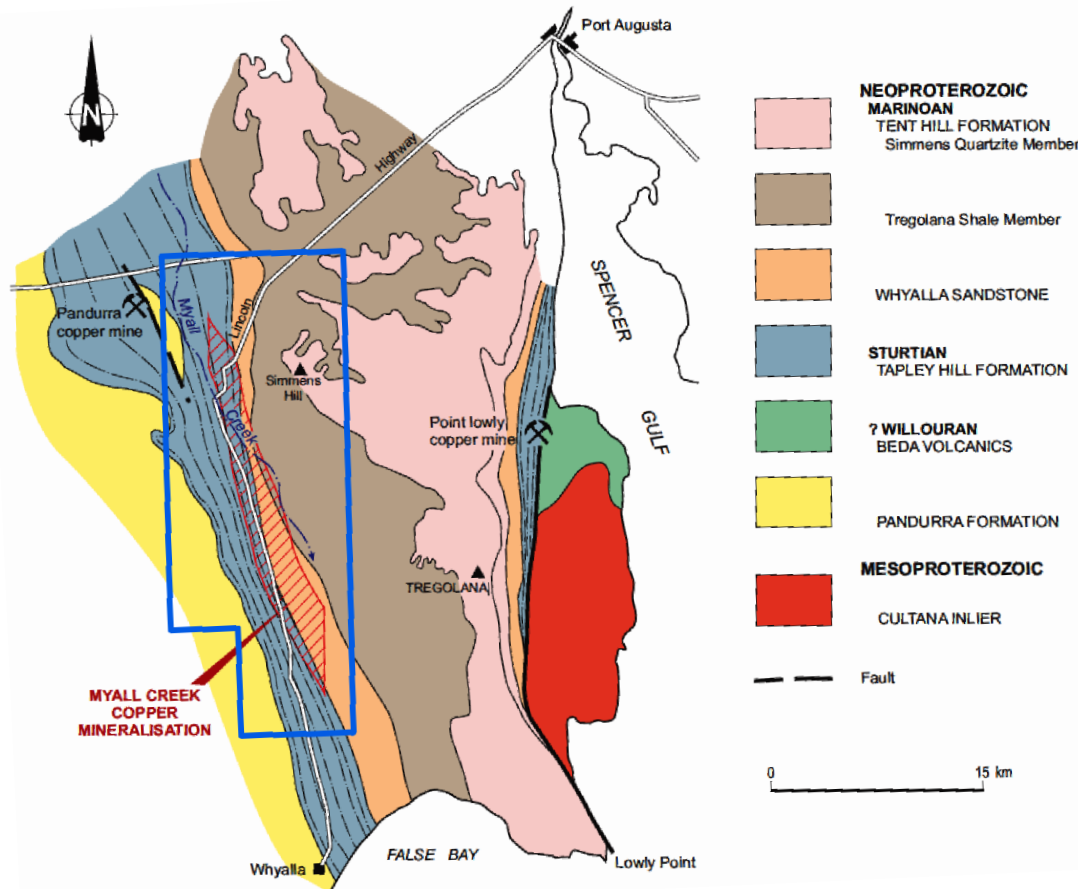 Port Augusta
N
Highway
Lincoln
Myall
Creek
Pandurra
copper mine
Simmens
Hill
SPENCER
GULF
Point lowly
copper mine
TREGOLANA
MYALL CREEK
COPPER
MINERALISATION
Whyalla
FALSE BAY
Lowly Point
NEOPROTEROZOIC
MARINOAN
TENT HILL FORMATION
Simmens Quartzite Member
Tregolana Shale Member
WHYALLA SANDSTONE
STURTIAN
TAPLEY HILL FORMATION
? WILLOURAN
BEDA VOLCANICS
PANDURRA FORMATION
MESOPROTEROZOIC
CULTANA INLIER
Fault
0 15 km